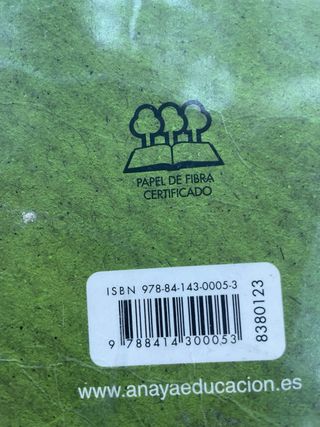 PAPEL DE FIBRA
CERTIFICADO
ISBN 978-84-143-0005-3
9 788414 300053
8380123
www.anayaeducacion.es